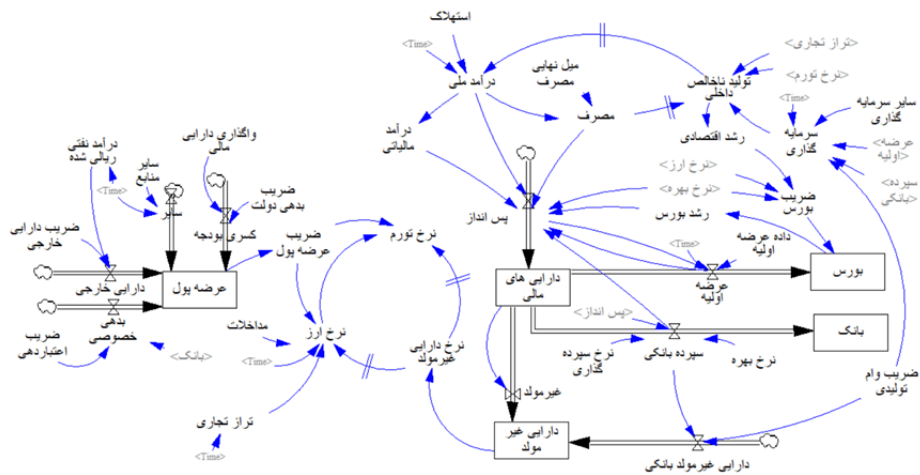 استهلاک
<Time>
درآمد ملی
میل نهایی
مصرف
مصرف
تولید ناخالص
داخلی
<تراز تجاری>
<نرخ تورم>
<Time>
سایر سرمایه
گذاری
سرمایه
گذاری
<عرضه
اولیه>
<سپرده
بانکی>
رشد اقتصادی
درآمد
مالیاتی
واگذاری دارایی
مالی
درآمد نفتی
ریالی شده
سایر
منابع
<Time>
سایر
ضریب
بدهی دولت
کسری بودجه
ضریب دارایی
خارجی
دارایی خارجی
عرضه پول
ضریب
عرضه پول
نرخ تورم
پس انداز
<نرخ ارز>
<نرخ بهره>
ضریب
بورس
رشد بورس
<Time>
داده عرضه
اولیه
عرضه
اولیه
بورس
دارایی های
مالی
بدهی
خصوصی
ضریب
اعتباردهی
<بانک>
مداخلات
<Time>
نرخ ارز
نرخ دارایی
غیرمولد
<پس انداز>
نرخ سپرده
گذاری
سپرده بانکی
نرخ بهره
بانک
ضریب وام
تولیدی
غیرمولد
تراز تجاری
<Time>
دارایی غیر
مولد
دارایی غیرمولد بانکی